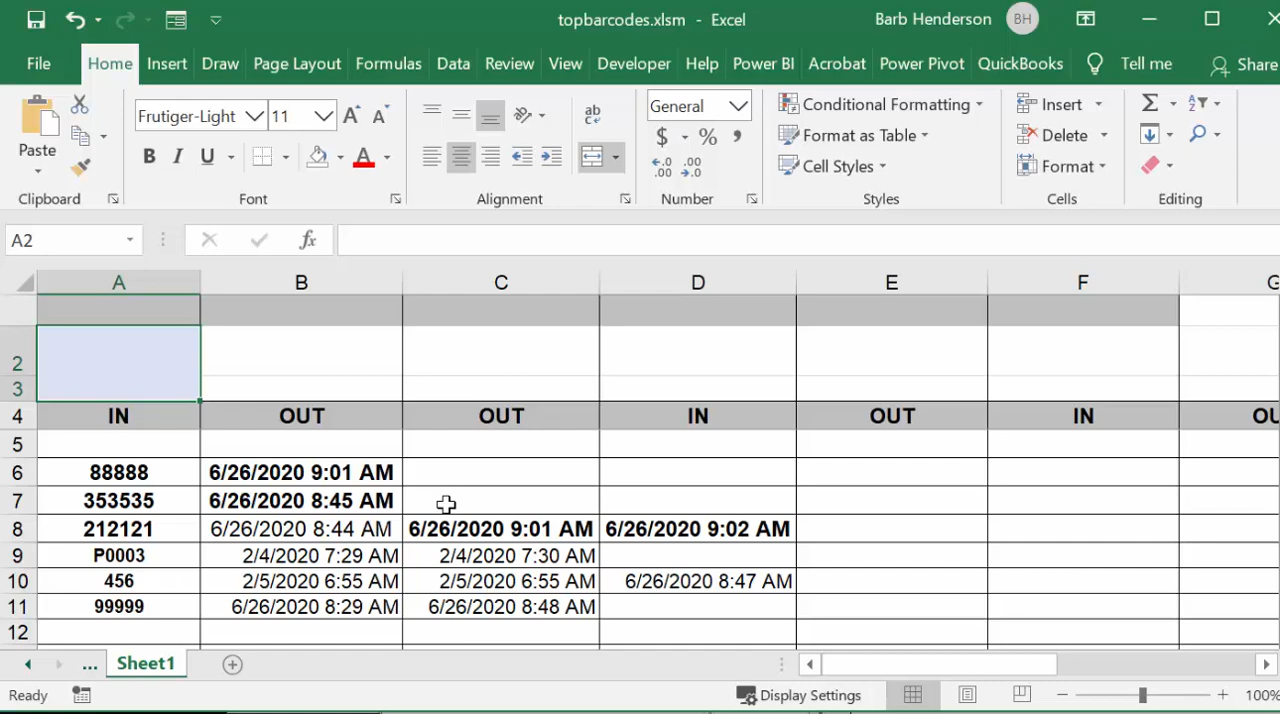 topbarcodes.xlsm - Excel
Barb Henderson BH
File Home Insert Draw Page Layout Formulas Data Review View Developer Help Power BI Acrobat Power Pivot QuickBooks Tell me Share
Paste
Clipboard
Frutiger-Light 11
B I U A
Font
ab
Alignment
General
$ % ,
Number
Conditional Formatting
Format as Table
Cell Styles
Styles
Insert
Delete
Format
Cells
Editing
A2 fx
A B C D E F G
2
3
4 IN OUT OUT IN OUT IN OU
5
6 88888 6/26/2020 9:01 AM
7 353535 6/26/2020 8:45 AM
8 212121 6/26/2020 8:44 AM 6/26/2020 9:01 AM 6/26/2020 9:02 AM
9 P0003 2/4/2020 7:29 AM 2/4/2020 7:30 AM
10 456 2/5/2020 6:55 AM 2/5/2020 6:55 AM 6/26/2020 8:47 AM
11 99999 6/26/2020 8:29 AM 6/26/2020 8:48 AM
12
... Sheet1
Ready Display Settings 100%